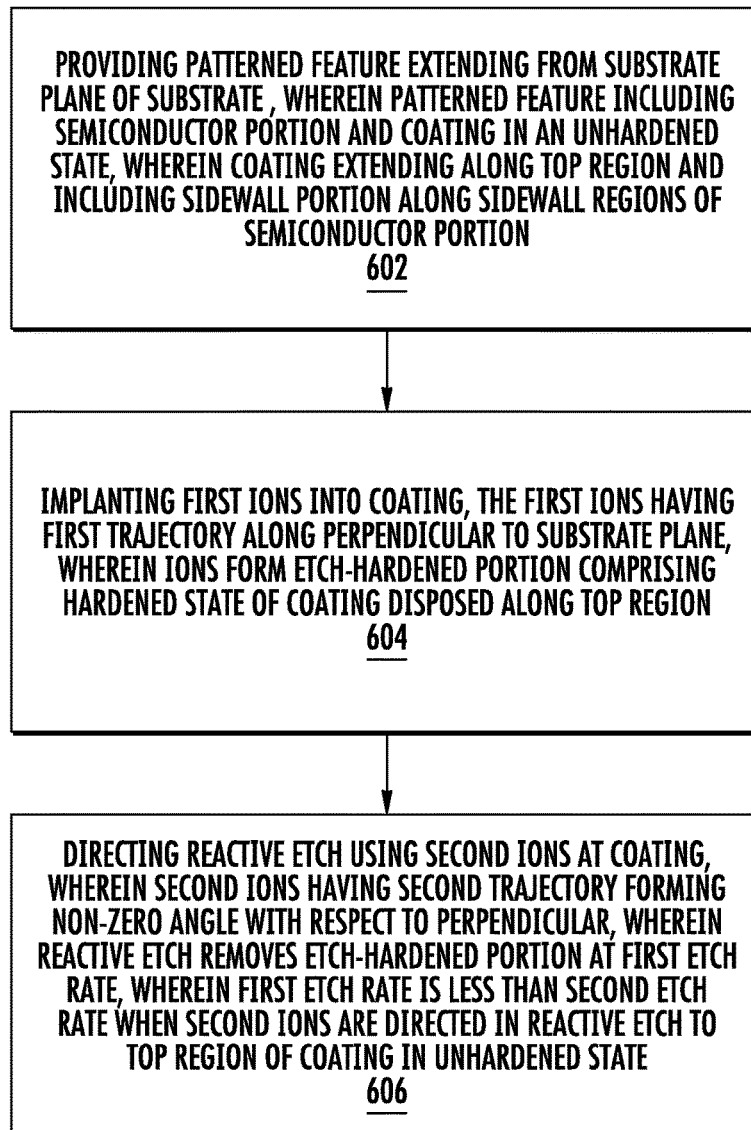 PROVIDING PATTERNED FEATURE EXTENDING FROM SUBSTRATE
PLANE OF SUBSTRATE , WHEREIN PATTERNED FEATURE INCLUDING
SEMICONDUCTOR PORTION AND COATING IN AN UNHARDENED
STATE, WHEREIN COATING EXTENDING ALONG TOP REGION AND
INCLUDING SIDEWALL PORTION ALONG SIDEWALL REGIONS OF
SEMICONDUCTOR PORTION
602
IMPLANTING FIRST IONS INTO COATING, THE FIRST IONS HAVING
FIRST TRAJECTORY ALONG PERPENDICULAR TO SUBSTRATE PLANE,
WHEREIN IONS FORM ETCH-HARDENED PORTION COMPRISING
HARDENED STATE OF COATING DISPOSED ALONG TOP REGION
604
DIRECTING REACTIVE ETCH USING SECOND IONS AT COATING,
WHEREIN SECOND IONS HAVING SECOND TRAJECTORY FORMING
NON-ZERO ANGLE WITH RESPECT TO PERPENDICULAR, WHEREIN
REACTIVE ETCH REMOVES ETCH-HARDENED PORTION AT FIRST ETCH
RATE, WHEREIN FIRST ETCH RATE IS LESS THAN SECOND ETCH
RATE WHEN SECOND IONS ARE DIRECTED IN REACTIVE ETCH TO
TOP REGION OF COATING IN UNHARDENED STATE
606